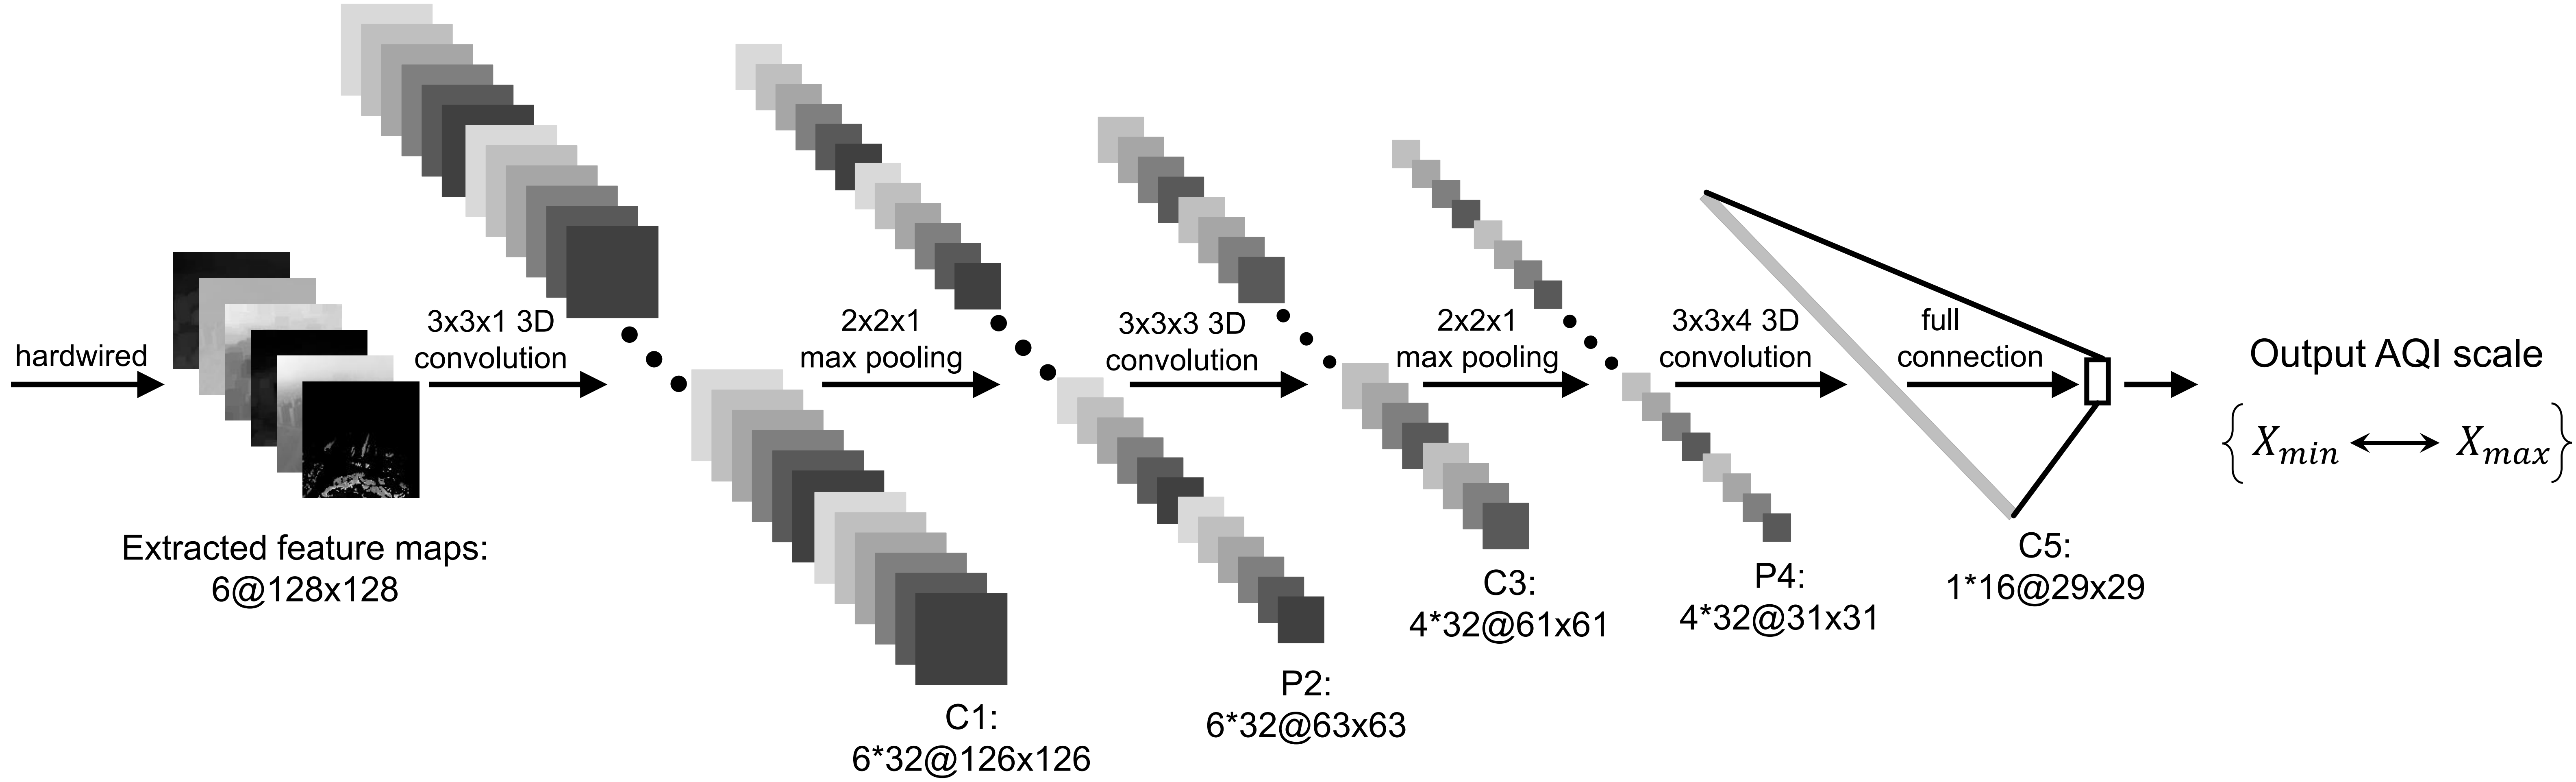 hardwired
Extracted feature maps:
6@128x128
3x3x1 3D
convolution
C1:
6*32@126x126
2x2x1
max pooling
P2:
6*32@63x63
3x3x3 3D
convolution
C3:
4*32@61x61
2x2x1
max pooling
P4:
4*32@31x31
3x3x4 3D
convolution
C5:
1*16@29x29
full
connection
Output AQI scale
{ X_min ⟷ X_max }